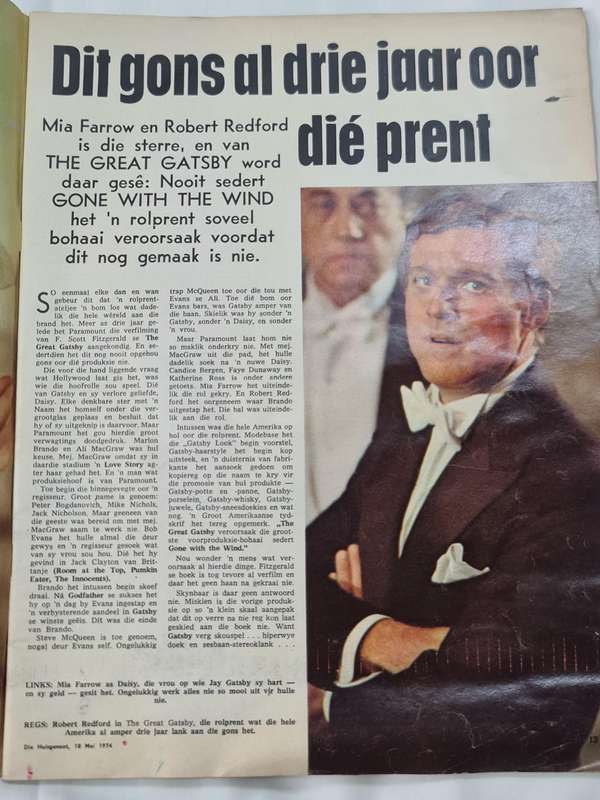 Dit gons al drie jaar oor
dié prent
Mia Farrow en Robert Redford
is die sterre, en van
THE GREAT GATSBY word
daar gesê: Nooit sedert
GONE WITH THE WIND
het 'n rolprent soveel
bohaai veroorsaak voordat
dit nog gemaak is nie.
SO eenmaal elke dan en wan
gebeur dit dat 'n rolprent-
ateljee 'n bom los wat dade-
lik die hele wêreld aan die
brand het. Meer as drie jaar ge-
lede het Paramount die verfilming
van F. Scott Fitzgerald se The
Great Gatsby aangekondig. En se-
dertdien het dit nog nooit opgehou
gons oor dié produksie nie.
Die voor die hand liggende vraag
wat Hollywood laat gis het, was
wie die hoofrolle sou speel. Dié
van Gatsby en sy verlore geliefde,
Daisy. Elke denkbare ster met 'n
Naam het homself onder die ver-
grootglas geplaas en besluit dat
hy of sy uitgeknip is daarvoor. Maar
Paramount het gou hierdie groot
verwagtings doodgedruk. Marlon
Brando en Ali MacGraw was hul
keuse. Mej. MacGraw omdat sy in
daardie stadium 'n Love Story ag-
ter haar gehad het. En 'n man wat
produksiehoof is van Paramount.
Toe begin die binnegevegte oor 'n
regisseur. Groot name is genoem:
Peter Bogdanovich, Mike Nichols,
Jack Nicholson. Maar geeneen van
die geeste was bereid om met mej.
MacGraw saam te werk nie. Bob
Evans het hulle almal die deur
gewys en 'n regisseur gesoek wat
van sy vrou sou hou. Dié het hy
gevind in Jack Clayton van Brit-
tanje (Room at the Top, Pumkin
Eater, The Innocents).
Brando het intussen begin skeef
draai. Ná Godfather se sukses het
hy op 'n dag by Evans ingestap en
'n verbysterende aandeel in Gatsby
se winste geëis. Dit was die einde
van Brando.
Steve McQueen is toe genoem,
nogal deur Evans self. Ongelukkig
trap McQueen toe oor die tou met
Evans se Ali. Toe dié bom oor
Evans bars, was Gatsby amper van
die baan. Skielik was hy sonder 'n
Gatsby, sonder 'n Daisy, en sonder
'n vrou.
Maar Paramount laat hom nie
so maklik onderkry nie. Met mej.
MacGraw uit die pad, het hulle
dadelik gesoek na 'n nuwe Daisy.
Candice Bergen, Faye Dunaway en
Katherine Ross is onder andere
getoets. Mia Farrow het uiteinde-
lik die rol gekry. En Robert Red-
ford het oorgeneem waar Brando
uitgestap het. Die hal was uiteinde-
lik aan die rol.
Intussen was die hele Amerika op
hol oor die rolprent. Modebase het
die „Gatsby Look" begin voorstel,
Gatsby-haarstyle het begin kop
uitsteek, en 'n duisternis van fabri-
kante het aansoek gedoen om
kopiereg op die naam te kry vir
die promosie van hul produkte —
Gatsby-potte en -panne, Gatsby-
porselein, Gatsby-whisky, Gatsby-
juwele, Gatsby-sneesdoekies en wat
nog. 'n Groot Amerikaanse tyd-
skrif het tereg opgemerk. „The
Great Gatsby veroorsaak die groot-
ste voorproduksie-bohaai sedert
Gone with the Wind."
Nou wonder 'n mens wat ver-
oorsaak al hierdie dinge. Fitzgerald
se boek is tog tevore al verfilm en
daar het geen haan na gekraai nie.
Skynbaar is daar geen antwoord
nie. Miskien is die vorige produk-
sie op so 'n klein skaal aangepak
dat dit op verre na nie reg kon laat
geskied aan die boek nie. Want
Gatsby verg skouspel . . . hiperwye
doek en sesbaan-stereoklank . . .
LINKS: Mia Farrow as Daisy, die vrou op wie Jay Gatsby sy hart —
en sy geld — gesit het. Ongelukkig werk alles nie so mooi uit vir hulle
nie.
REGS: Robert Redford in The Great Gatsby, die rolprent wat die hele
Amerika al amper drie jaar lank aan die gons het.
Die Huisgenoot, 10 Mei 1974
13